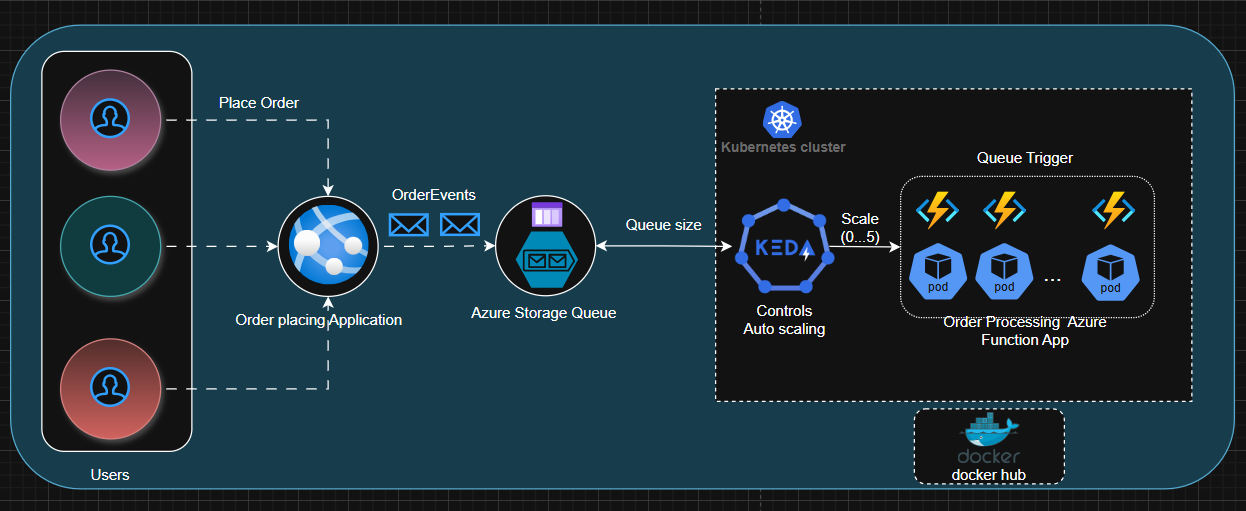 Place Order
OrderEvents
Queue size
Kubernetes cluster
Queue Trigger
KEDA
Scale
(0...5)
pod
pod
...
pod
Order placing Application
Azure Storage Queue
Controls
Auto scaling
Order Processing Azure
Function App
Users
docker
docker hub